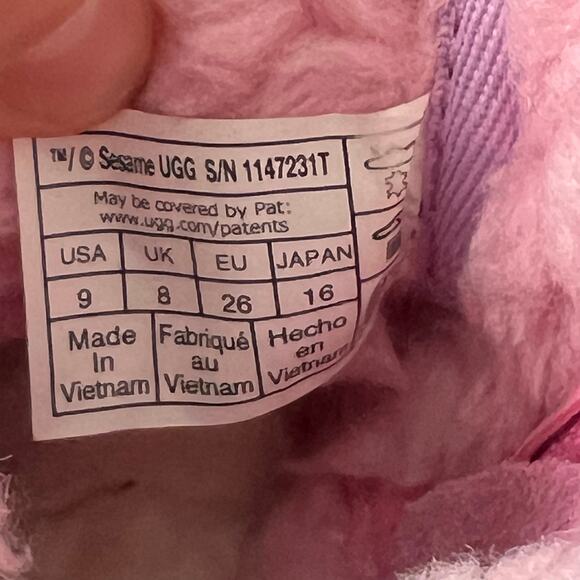 ™/© Sesame UGG S/N 1147231T
May be covered by Pat:
www.ugg.com/patents
USA UK EU JAPAN
9 8 26 16
Made Fabriqué Hecho
In au en
Vietnam Vietnam Vietnam